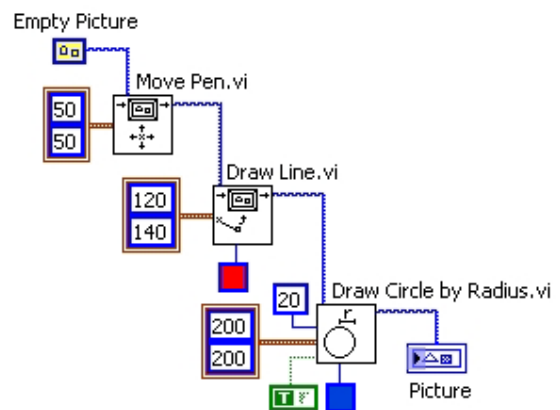 Empty Picture
Move Pen.vi
50
50
Draw Line.vi
120
140
Draw Circle by Radius.vi
20
r
200
200
T F
Picture